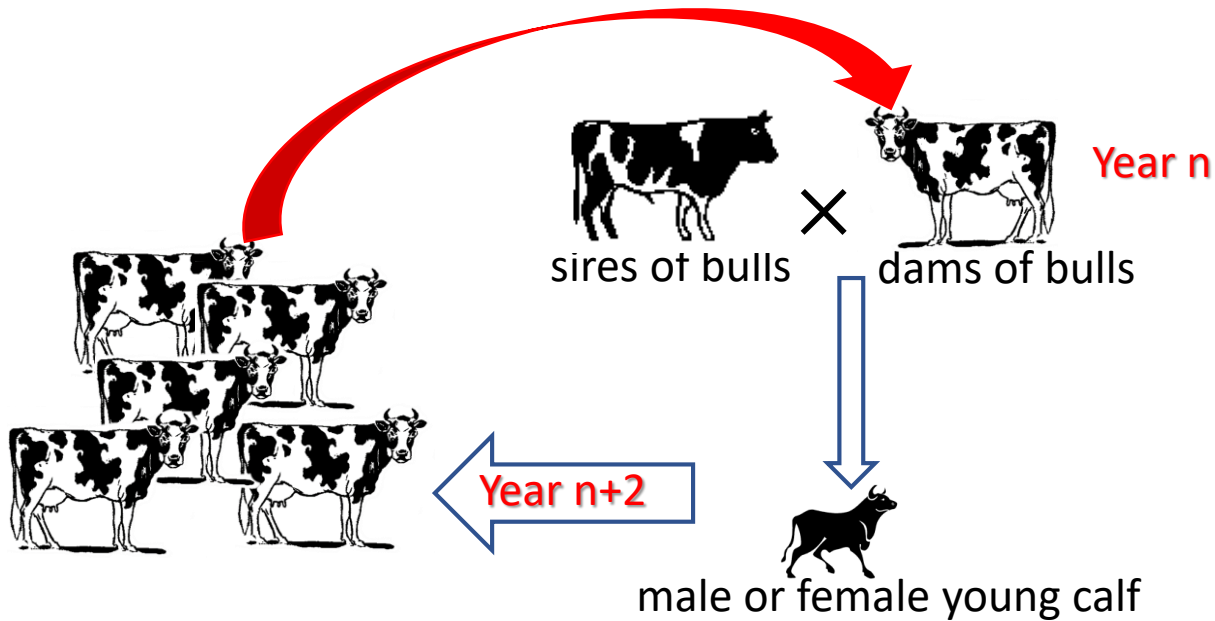 Year n
sires of bulls
dams of bulls
Year n+2
male or female young calf